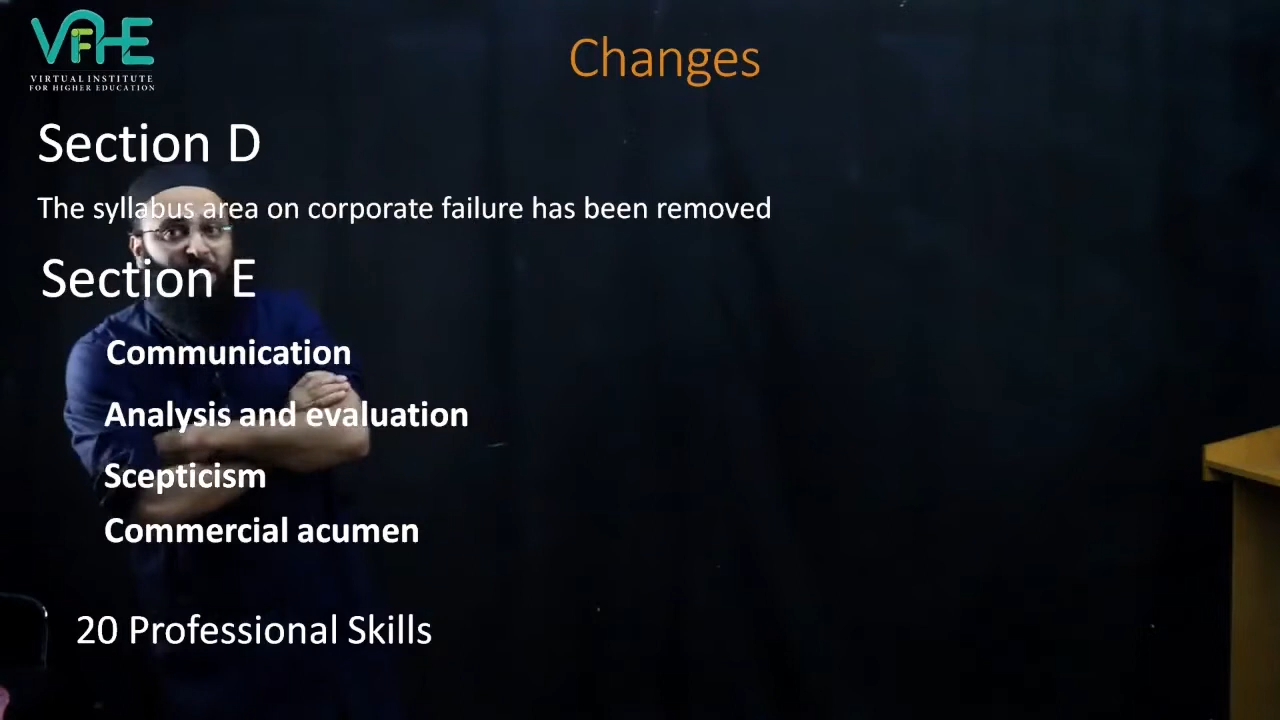 VIFHE
VIRTUAL INSTITUTE
FOR HIGHER EDUCATION
Changes
Section D
The syllabus area on corporate failure has been removed
Section E
Communication
Analysis and evaluation
Scepticism
Commercial acumen
20 Professional Skills